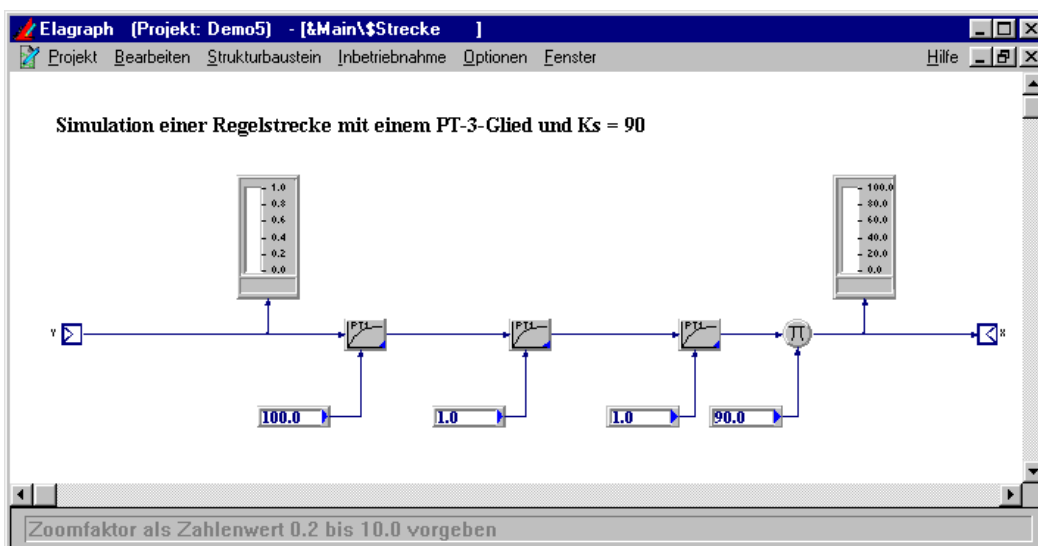 Elagraph (Projekt: Demo5) - [&Main\$Strecke ]
Projekt Bearbeiten Strukturbaustein Inbetriebnahme Optionen Fenster Hilfe
Simulation einer Regelstrecke mit einem PT-3-Glied und Ks = 90
1.0
0.8
0.6
0.4
0.2
0.0
100.0
80.0
60.0
40.0
20.0
0.0
Y PT1 PT1 PT1 π X
100.0 1.0 1.0 90.0
Zoomfaktor als Zahlenwert 0.2 bis 10.0 vorgeben